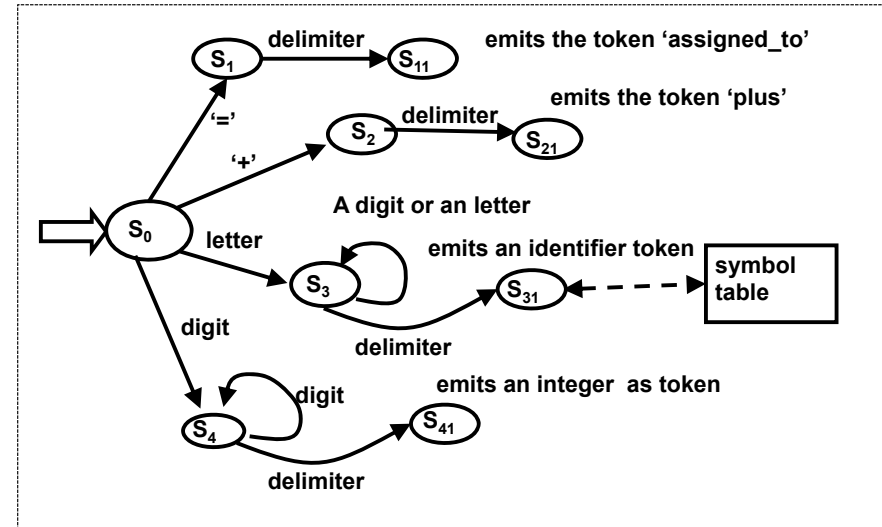 delimiter
emits the token ‘assigned_to’
S1
S11
emits the token ‘plus’
delimiter
‘=’
S2
S21
‘+’
A digit or an letter
S0
letter
emits an identifier token
symbol
table
S3
S31
digit
delimiter
emits an integer as token
digit
S4
S41
delimiter